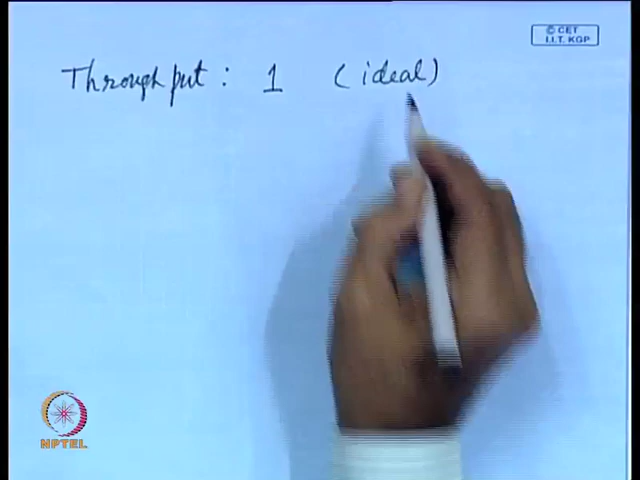 © CET
I.I.T. KGP
Throughput : 1 (ideal)
NPTEL